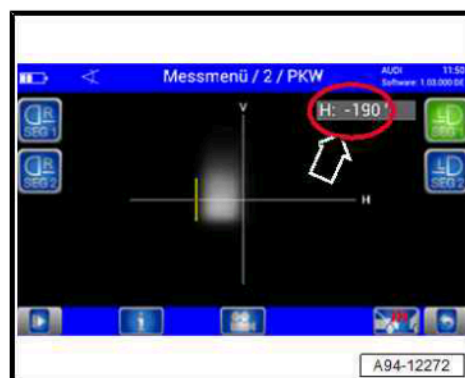 Messmenü / 2 / PKW
AUDI 11:50
Software: 1.00.000 DE
V
H: -190 '
R
SEG 1
L
SEG 1
R
SEG 2
L
SEG 2
H
i
A94-12272